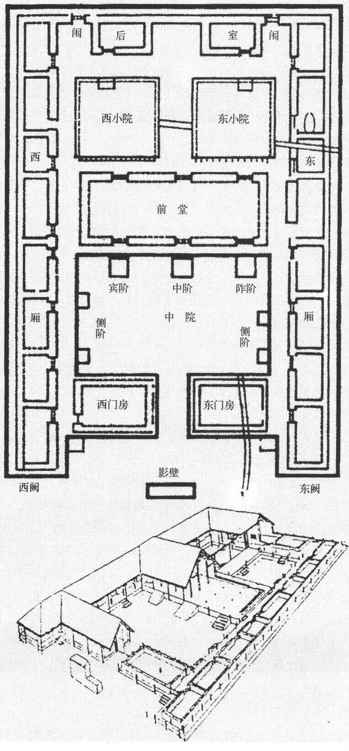 闱 后 室 闱
西小院 东小院
西 东
前 堂
宾阶 中阶 阼阶
厢 侧阶 中 院 侧阶 厢
西门房 东门房
影壁
西阙 东阙